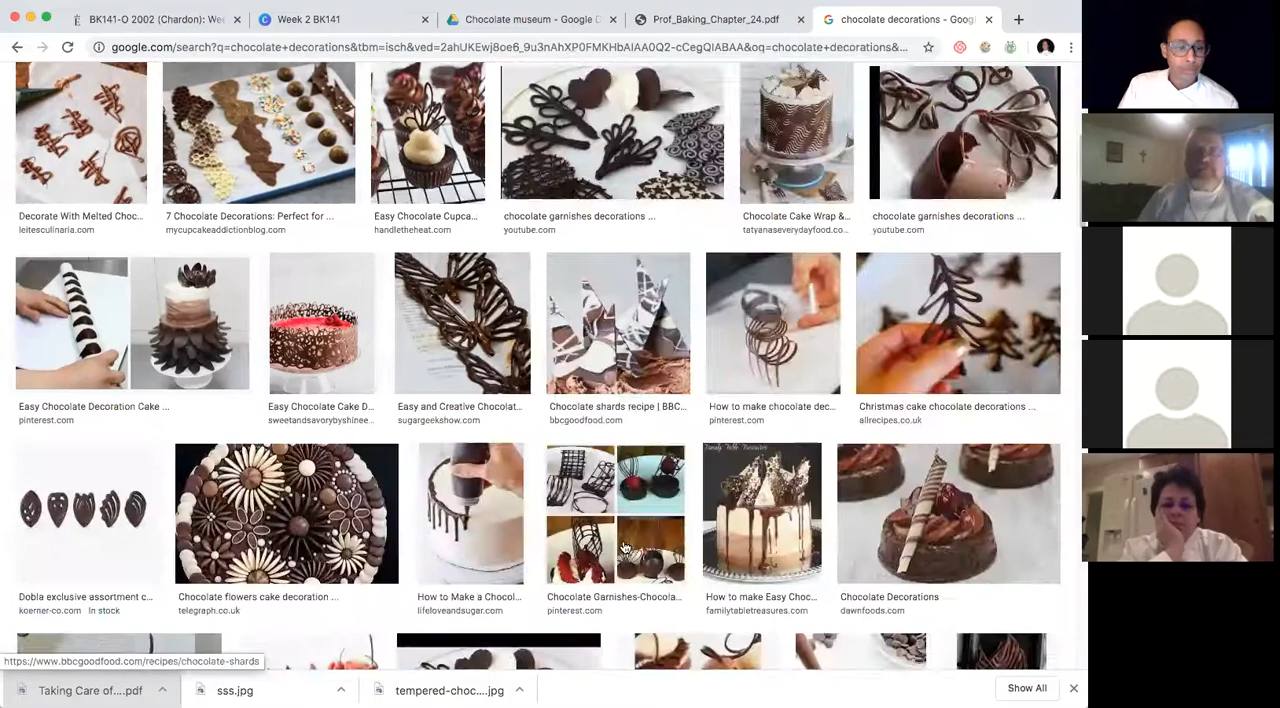 BK141-O 2002 (Chardon): We
Week 2 BK141
Chocolate museum - Google D
Prof_Baking_Chapter_24.pdf
chocolate decorations - Goog
google.com/search?q=chocolate+decorations&tbm=isch&ved=2ahUKEwj8oe6_9u3nAhXP0FMKHbAIAA0Q2-cCegQIABAA&oq=chocolate+decorations&...
Decorate With Melted Choc...
leitesculinaria.com
7 Chocolate Decorations: Perfect for ...
mycupcakeaddictionblog.com
Easy Chocolate Cupca...
handletheheat.com
chocolate garnishes decorations ...
youtube.com
Chocolate Cake Wrap &...
tatyanaseverydayfood.co...
chocolate garnishes decorations ...
youtube.com
Easy Chocolate Decoration Cake ...
pinterest.com
Easy Chocolate Cake D...
sweetandsavorybyshinee...
Easy and Creative Chocolat...
sugargeekshow.com
Chocolate shards recipe | BBC...
bbcgoodfood.com
How to make chocolate dec...
pinterest.com
Christmas cake chocolate decorations ...
allrecipes.co.uk
Family Table Treasures
Dobla exclusive assortment c...
koerner-co.com In stock
Chocolate flowers cake decoration ...
telegraph.co.uk
How to Make a Chocol...
lifeloveandsugar.com
Chocolate Garnishes-Chocola...
pinterest.com
How to make Easy Choc...
familytabletreasures.com
Chocolate Decorations
dawnfoods.com
https://www.bbcgoodfood.com/recipes/chocolate-shards
Taking Care of....pdf
sss.jpg
tempered-choc....jpg
Show All